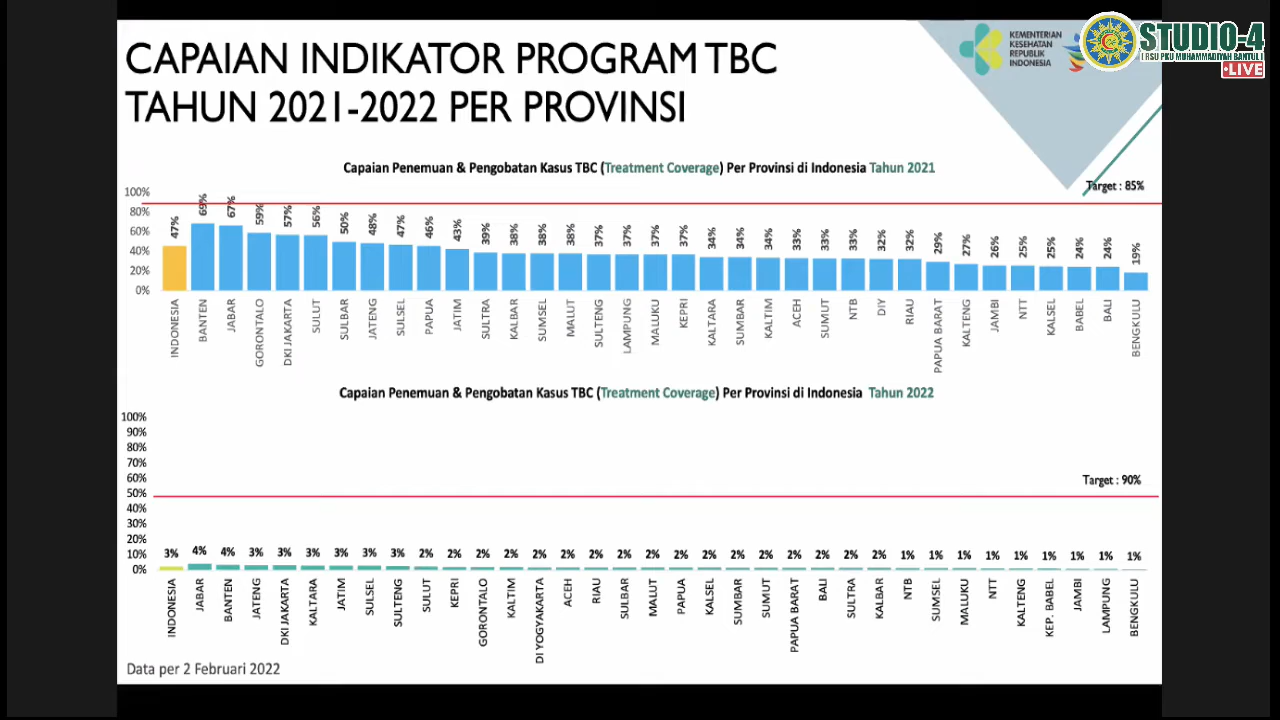 CAPAIAN INDIKATOR PROGRAM TBC
TAHUN 2021-2022 PER PROVINSI
KEMENTERIAN
KESEHATAN
REPUBLIK
INDONESIA
STUDIO-4
[ RSU PKU MUHAMMADIYAH BANTUL ]
LIVE
Capaian Penemuan & Pengobatan Kasus TBC (Treatment Coverage) Per Provinsi di Indonesia Tahun 2021
Target : 85%
100%
80%
60%
40%
20%
0%
47% 69% 67% 59% 57% 56% 50% 48% 47% 46% 43% 39% 38% 38% 38% 37% 37% 37% 37% 34% 34% 34% 33% 33% 33% 32% 32% 29% 27% 26% 25% 25% 24% 24% 19%
INDONESIA BANTEN JABAR GORONTALO DKI JAKARTA SULUT SULBAR JATENG SULSEL PAPUA JATIM SULTRA KALBAR SUMSEL MALUT SULTENG LAMPUNG MALUKU KEPRI KALTARA SUMBAR KALTIM ACEH SUMUT NTB DIY RIAU PAPUA BARAT KALTENG JAMBI NTT KALSEL BABEL BALI BENGKULU
Capaian Penemuan & Pengobatan Kasus TBC (Treatment Coverage) Per Provinsi di Indonesia Tahun 2022
Target : 90%
100%
90%
80%
70%
60%
50%
40%
30%
20%
10%
0%
3% 4% 4% 3% 3% 3% 3% 3% 3% 2% 2% 2% 2% 2% 2% 2% 2% 2% 2% 2% 2% 2% 2% 2% 2% 2% 1% 1% 1% 1% 1% 1% 1% 1% 1%
INDONESIA JABAR BANTEN JATENG DKI JAKARTA KALTARA JATIM SULSEL SULTENG SULUT KEPRI GORONTALO KALTIM DI YOGYAKARTA ACEH RIAU SULBAR MALUT PAPUA KALSEL SUMBAR SUMUT PAPUA BARAT BALI SULTRA KALBAR NTB SUMSEL MALUKU NTT KALTENG KEP. BABEL JAMBI LAMPUNG BENGKULU
Data per 2 Februari 2022